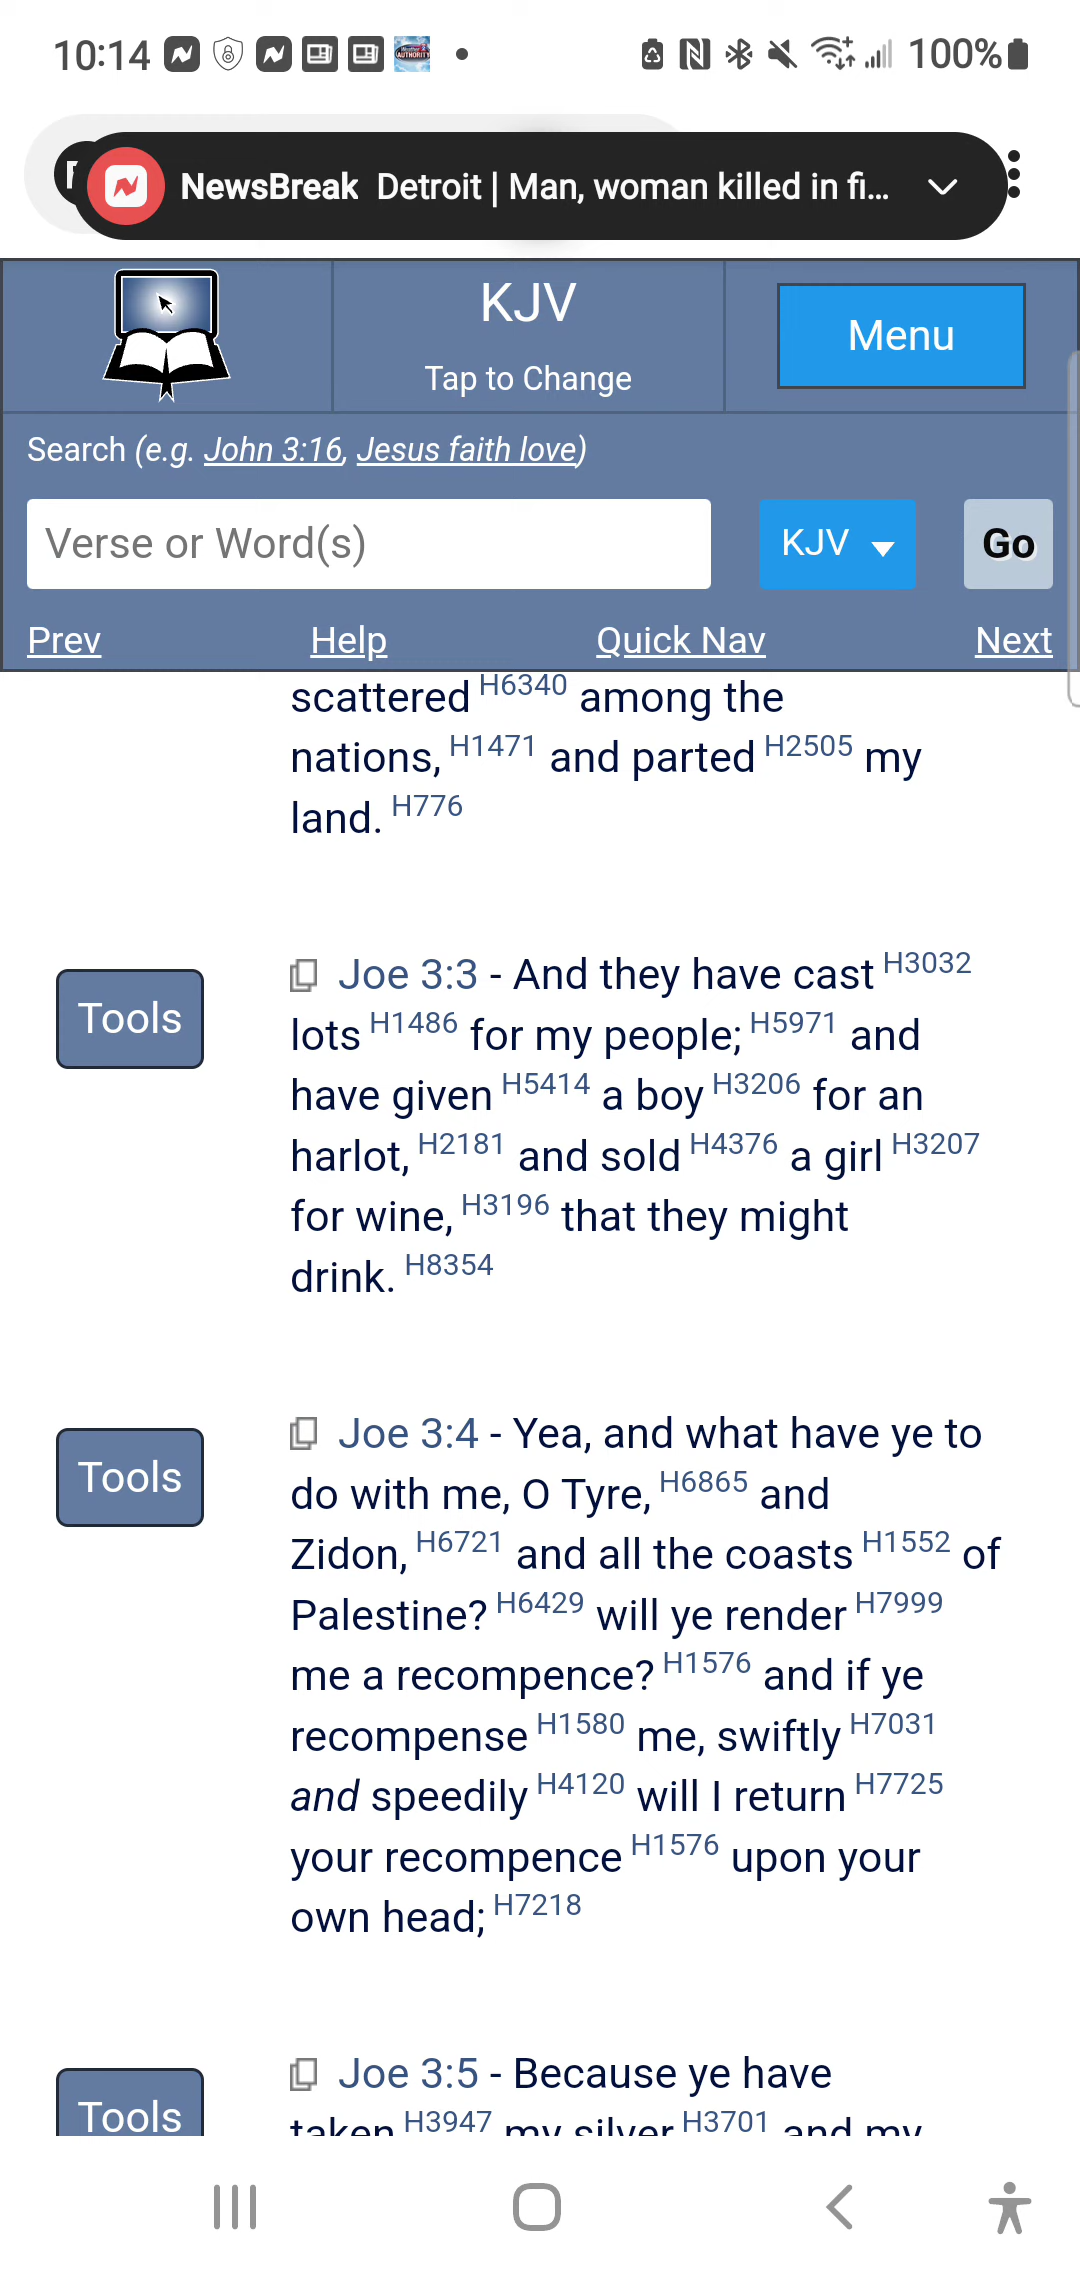 10:14 100%
NewsBreak Detroit | Man, woman killed in fi...
KJV
Tap to Change
Menu
Search (e.g. John 3:16, Jesus faith love)
Verse or Word(s) KJV Go
Prev Help Quick Nav Next
scattered H6340 among the
nations, H1471 and parted H2505 my
land. H776
Tools
Joe 3:3 - And they have cast H3032
lots H1486 for my people; H5971 and
have given H5414 a boy H3206 for an
harlot, H2181 and sold H4376 a girl H3207
for wine, H3196 that they might
drink. H8354
Tools
Joe 3:4 - Yea, and what have ye to
do with me, O Tyre, H6865 and
Zidon, H6721 and all the coasts H1552 of
Palestine? H6429 will ye render H7999
me a recompence? H1576 and if ye
recompense H1580 me, swiftly H7031
and speedily H4120 will I return H7725
your recompence H1576 upon your
own head; H7218
Tools
Joe 3:5 - Because ye have
taken H3947 my silver H3701 and my